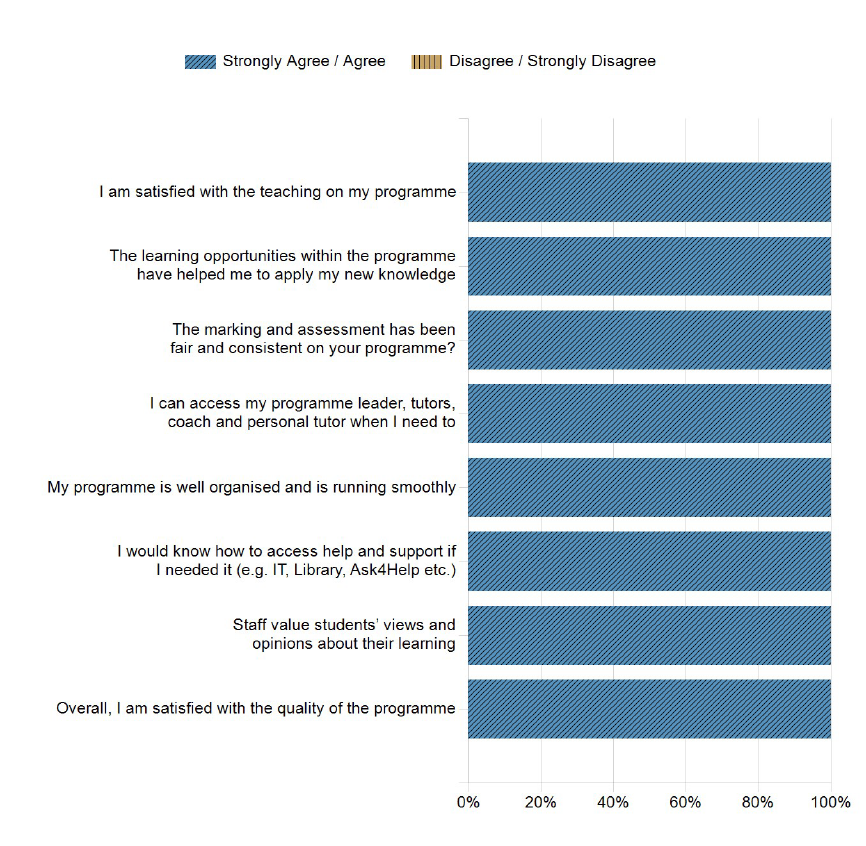 Strongly Agree / Agree
Disagree / Strongly Disagree
I am satisfied with the teaching on my programme
The learning opportunities within the programme
have helped me to apply my new knowledge
The marking and assessment has been
fair and consistent on your programme?
I can access my programme leader, tutors,
coach and personal tutor when I need to
My programme is well organised and is running smoothly
I would know how to access help and support if
I needed it (e.g. IT, Library, Ask4Help etc.)
Staff value students' views and
opinions about their learning
Overall, I am satisfied with the quality of the programme
0% 20% 40% 60% 80% 100%